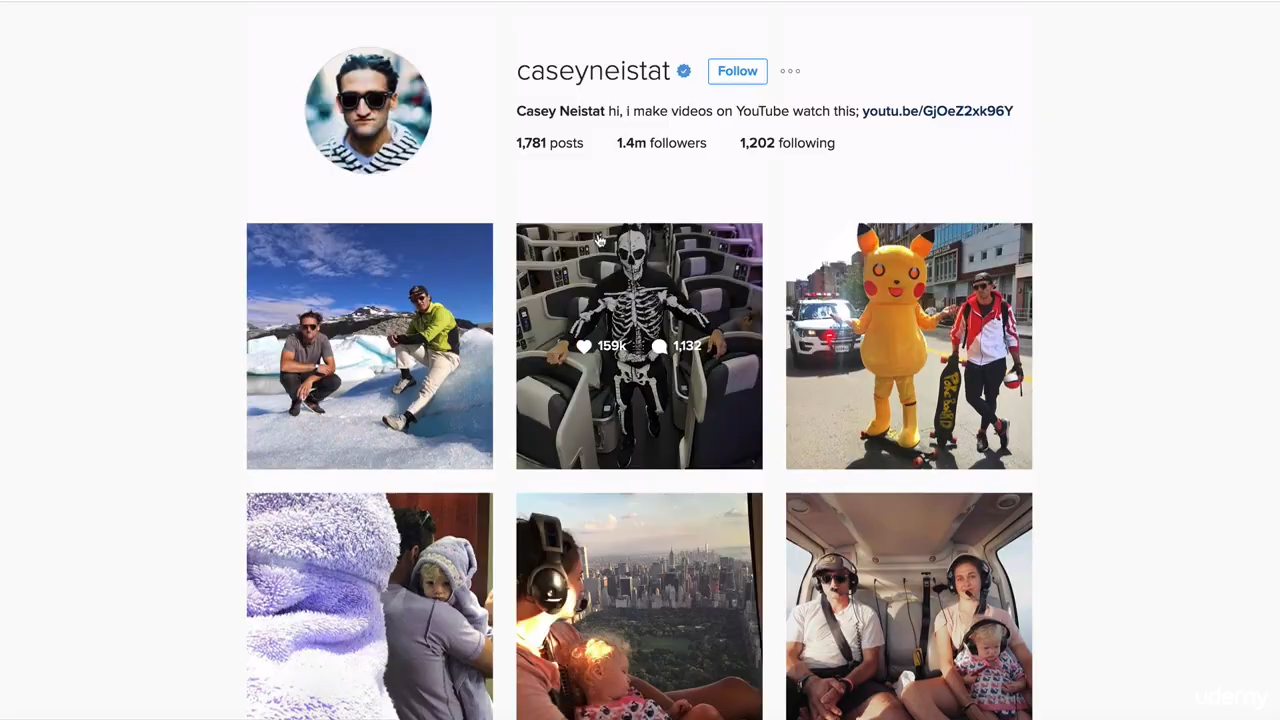 caseyneistat Follow
Casey Neistat hi, i make videos on YouTube watch this; youtu.be/GjOeZ2xk96Y
1,781 posts 1.4m followers 1,202 following
159k 1,132
udemy